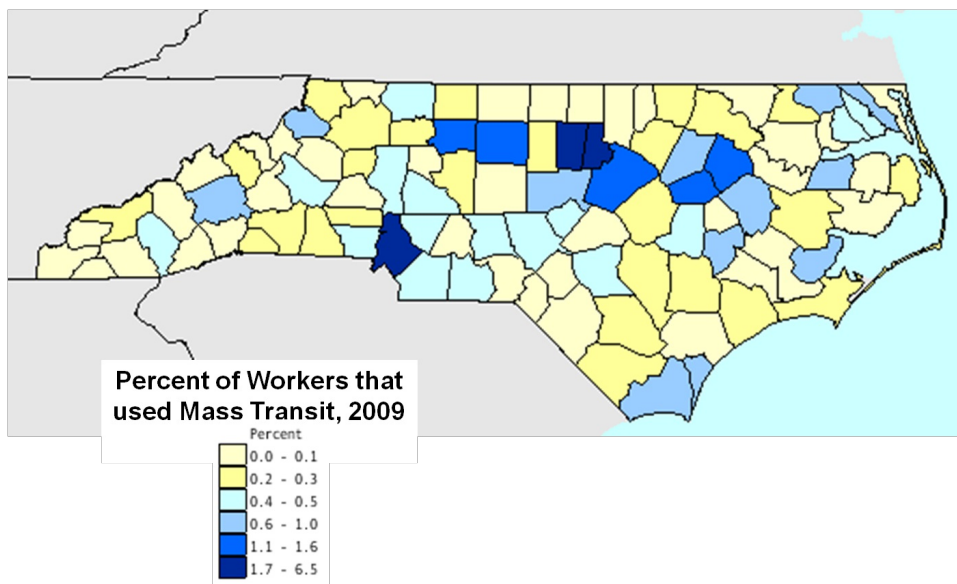 Percent of Workers that
used Mass Transit, 2009
Percent
0.0 - 0.1
0.2 - 0.3
0.4 - 0.5
0.6 - 1.0
1.1 - 1.6
1.7 - 6.5